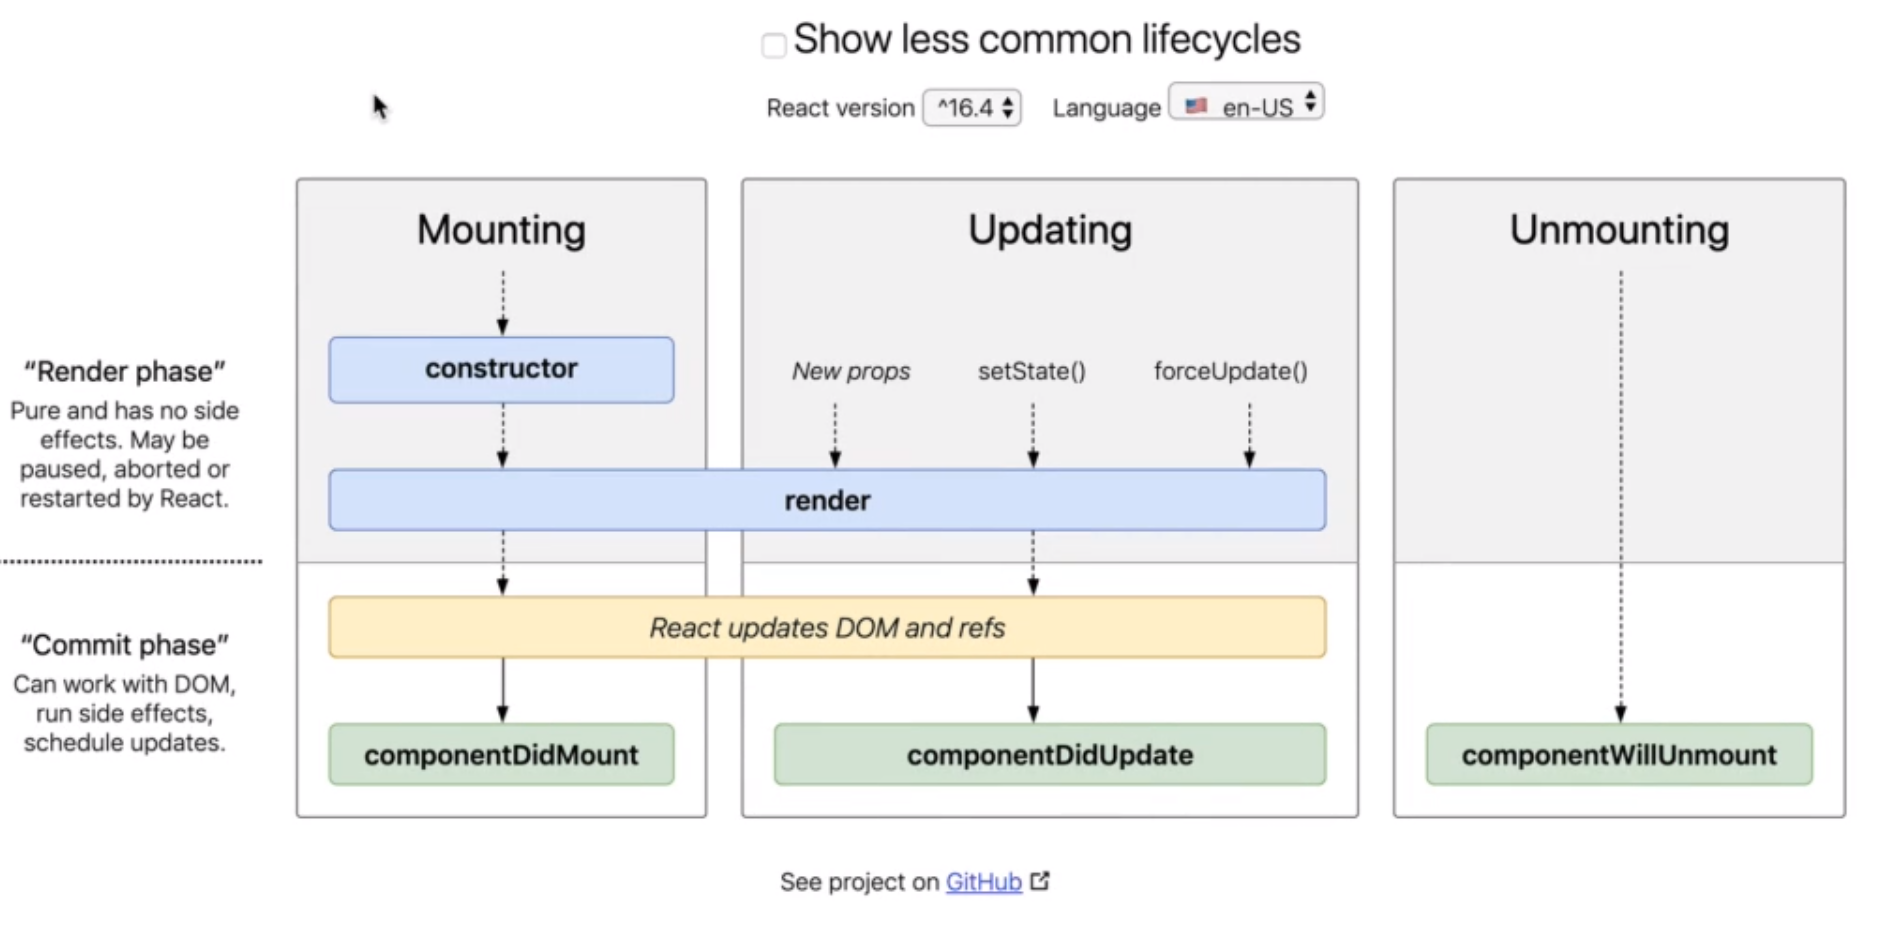 Show less common lifecycles
React version ^16.4 Language en-US
Mounting
Updating
Unmounting
“Render phase”
Pure and has no side
effects. May be
paused, aborted or
restarted by React.
constructor
New props setState() forceUpdate()
render
“Commit phase”
Can work with DOM,
run side effects,
schedule updates.
React updates DOM and refs
componentDidMount
componentDidUpdate
componentWillUnmount
See project on GitHub